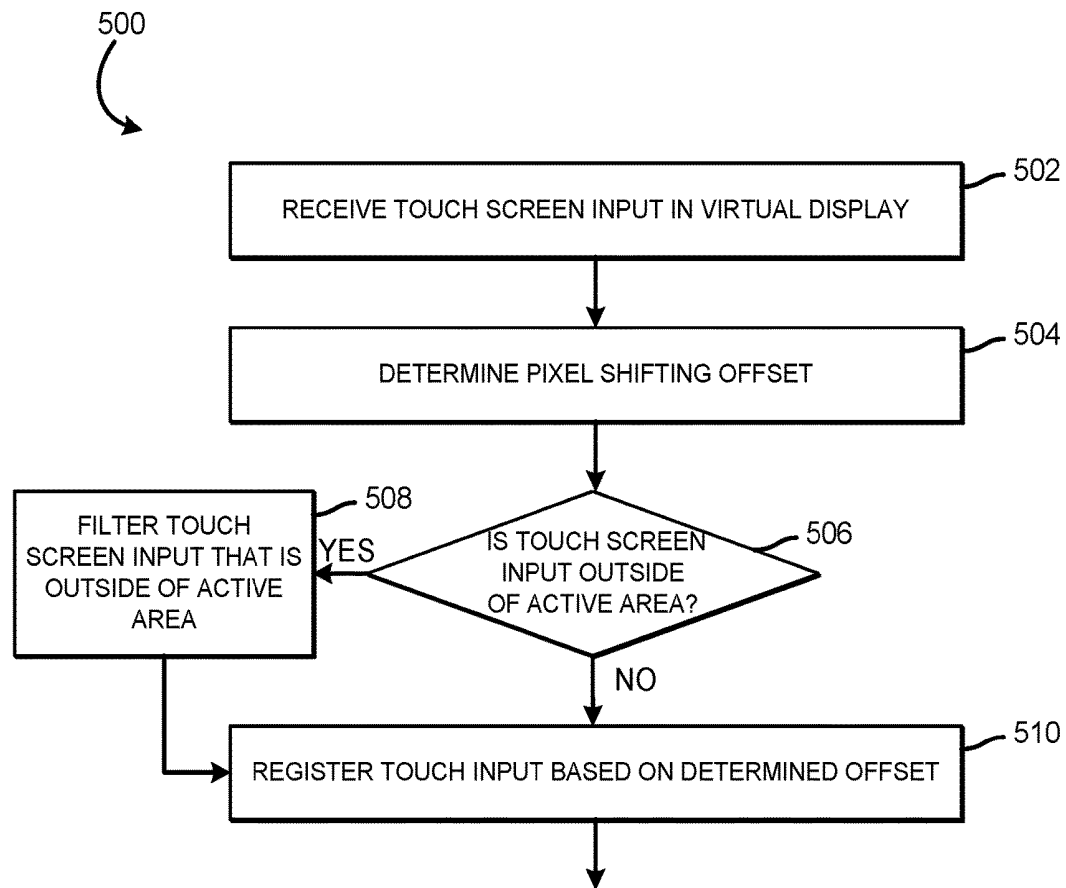 500
502
RECEIVE TOUCH SCREEN INPUT IN VIRTUAL DISPLAY
504
DETERMINE PIXEL SHIFTING OFFSET
508
FILTER TOUCH
SCREEN INPUT THAT IS
OUTSIDE OF ACTIVE
AREA
YES
506
IS TOUCH SCREEN
INPUT OUTSIDE
OF ACTIVE AREA?
NO
510
REGISTER TOUCH INPUT BASED ON DETERMINED OFFSET